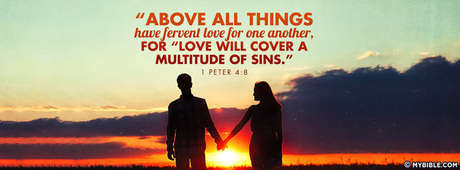 “ABOVE ALL THINGS
have fervent love for one another,
FOR “LOVE WILL COVER A
MULTITUDE OF SINS.”
1 PETER 4:8
© MYBIBLE.COM